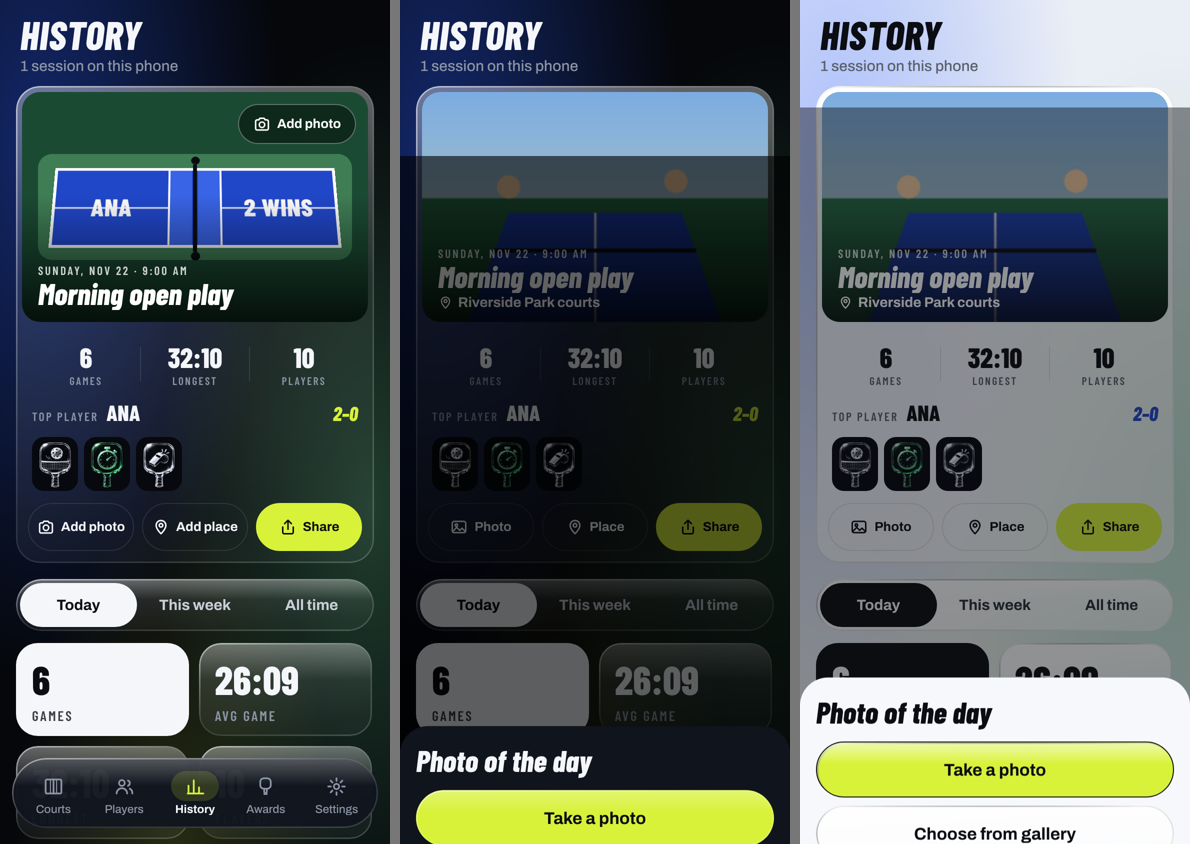 HISTORY
1 session on this phone
Add photo
ANA
2 WINS
SUNDAY, NOV 22 · 9:00 AM
Morning open play
6
32:10
10
GAMES
LONGEST
PLAYERS
TOP PLAYER ANA
2-0
Add photo
Add place
Share
Today
This week
All time
6
26:09
GAMES
AVG GAME
Courts
Players
History
Awards
Settings
HISTORY
1 session on this phone
SUNDAY, NOV 22 · 9:00 AM
Morning open play
Riverside Park courts
6
32:10
10
GAMES
LONGEST
PLAYERS
TOP PLAYER ANA
2-0
Photo
Place
Share
Today
This week
All time
6
26:09
GAMES
AVG GAME
Photo of the day
Take a photo
HISTORY
1 session on this phone
SUNDAY, NOV 22 · 9:00 AM
Morning open play
Riverside Park courts
6
32:10
10
GAMES
LONGEST
PLAYERS
TOP PLAYER ANA
2-0
Photo
Place
Share
Today
This week
All time
Photo of the day
Take a photo
Choose from gallery